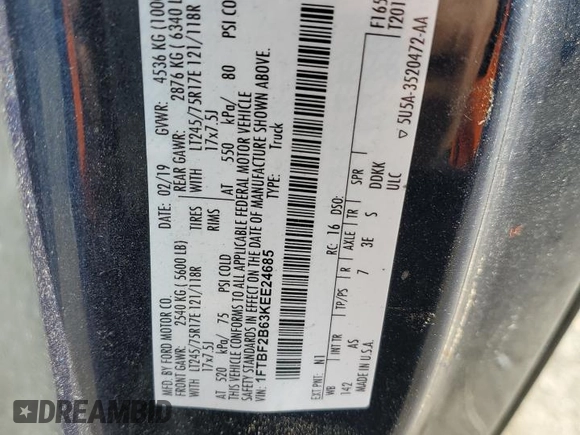 MFD. BY FORD MOTOR CO.
DATE: 02/19 GVWR: 4536 KG (100
FRONT GAWR: 2540 KG (5600 LB) REAR GAWR: 2876 KG (6340 L
WITH LT245/75R17E 121/118R TIRES WITH LT245/75R17E 121/118R
17x7.5J RIMS 17x7.5J
AT 520 kPa/ 75 PSI COLD AT 550 kPa/ 80 PSI CO
THIS VEHICLE CONFORMS TO ALL APPLICABLE FEDERAL MOTOR VEHICLE
SAFETY STANDARDS IN EFFECT ON THE DATE OF MANUFACTURE SHOWN ABOVE.
VIN: 1FTBF2B63KEE24685
TYPE: Truck
F165
T201
EXT PNT: N1 RC: 16 DSO:
WB TP/PS R AXLE TR SPR
142 AS 7 3E S DDKK
MADE IN U.S.A. ULC
▽ 5U5A-3520472-AA
DREAMBID
DREAMBID